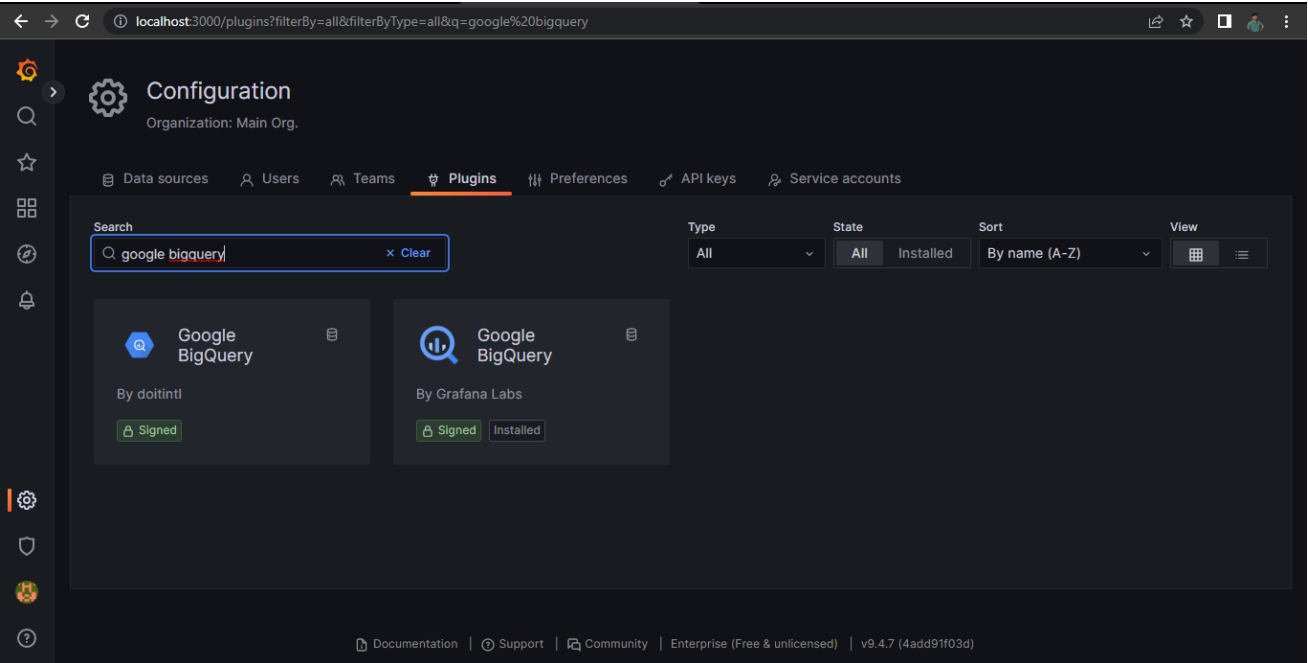 localhost:3000/plugins?filterBy=all&filterByType=all&q=google%20bigquery
Configuration
Organization: Main Org.
Data sources Users Teams Plugins Preferences API keys Service accounts
Search Type State Sort View
google bigquery × Clear All All Installed By name (A-Z)
Google
BigQuery
By doitintl
Signed
Google
BigQuery
By Grafana Labs
Signed Installed
Documentation | Support | Community | Enterprise (Free & unlicensed) | v9.4.7 (4add91f03d)